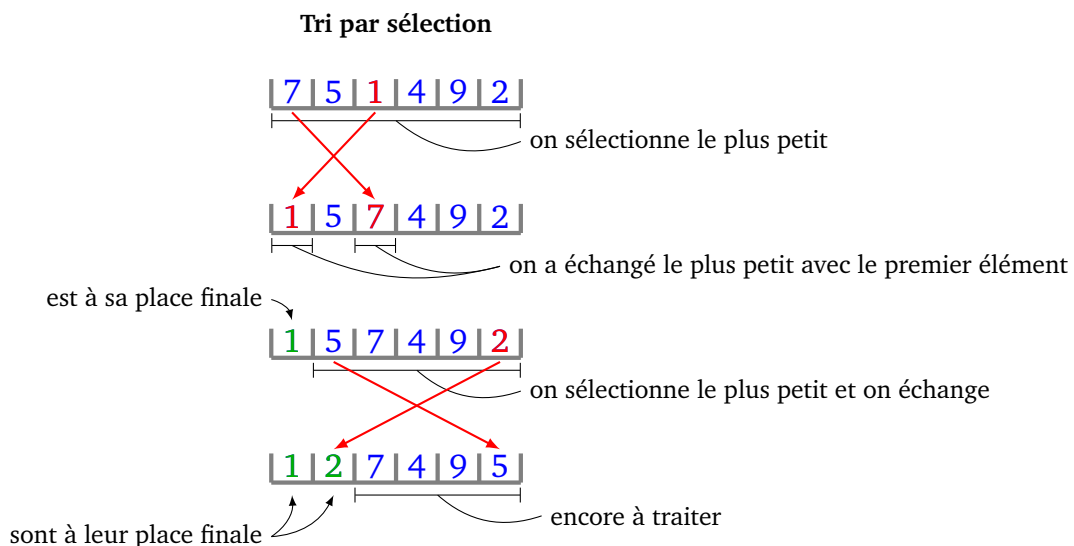 Tri par sélection
7 5 1 4 9 2
on sélectionne le plus petit
1 5 7 4 9 2
on a échangé le plus petit avec le premier élément
est à sa place finale
1 5 7 4 9 2
on sélectionne le plus petit et on échange
1 2 7 4 9 5
encore à traiter
sont à leur place finale